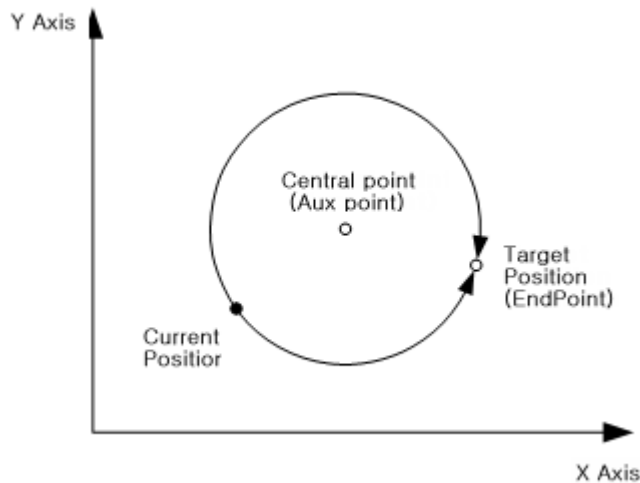 Y Axis
Central point
(Aux point)
Target
Position
(EndPoint)
Current
Positior
X Axis